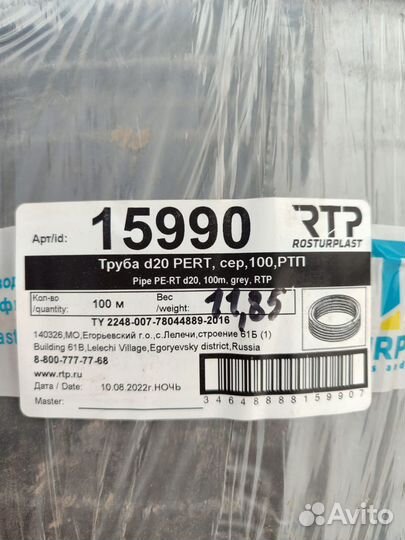 Арт/id: 15990
RTP
ROSTURPLAST
Труба d20 PERT, сер,100,РТП
Pipe PE-RT d20, 100m, grey, RTP
Кол-во /quantity: 100 м Вес /weight: 11,85
ТУ 2248-007-78044889-2016
140326,МО,Егорьевский г.о.,с.Лелечи,строение 61Б (1)
Building 61B,Lelechi Village,Egoryevsky district,Russia
8-800-777-77-68
www.rtp.ru
Дата / Date: 10.08.2022г.НОЧЬ
Master:
3464888815990?
Avito